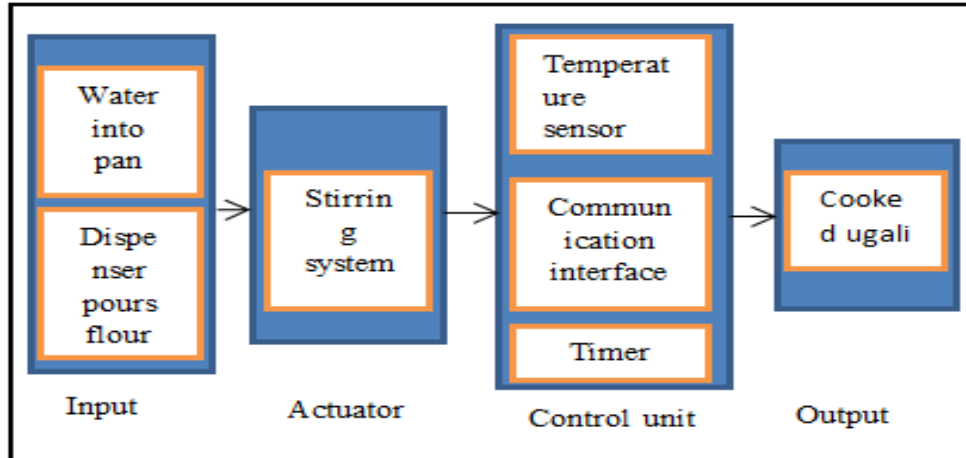 Water
into
pan
Dispe
nser
pours
flour
Input
Stirrin
g
system
Actuator
Temperat
ure
sensor
Commun
ication
interface
Timer
Control unit
Cooke
d ugali
Output